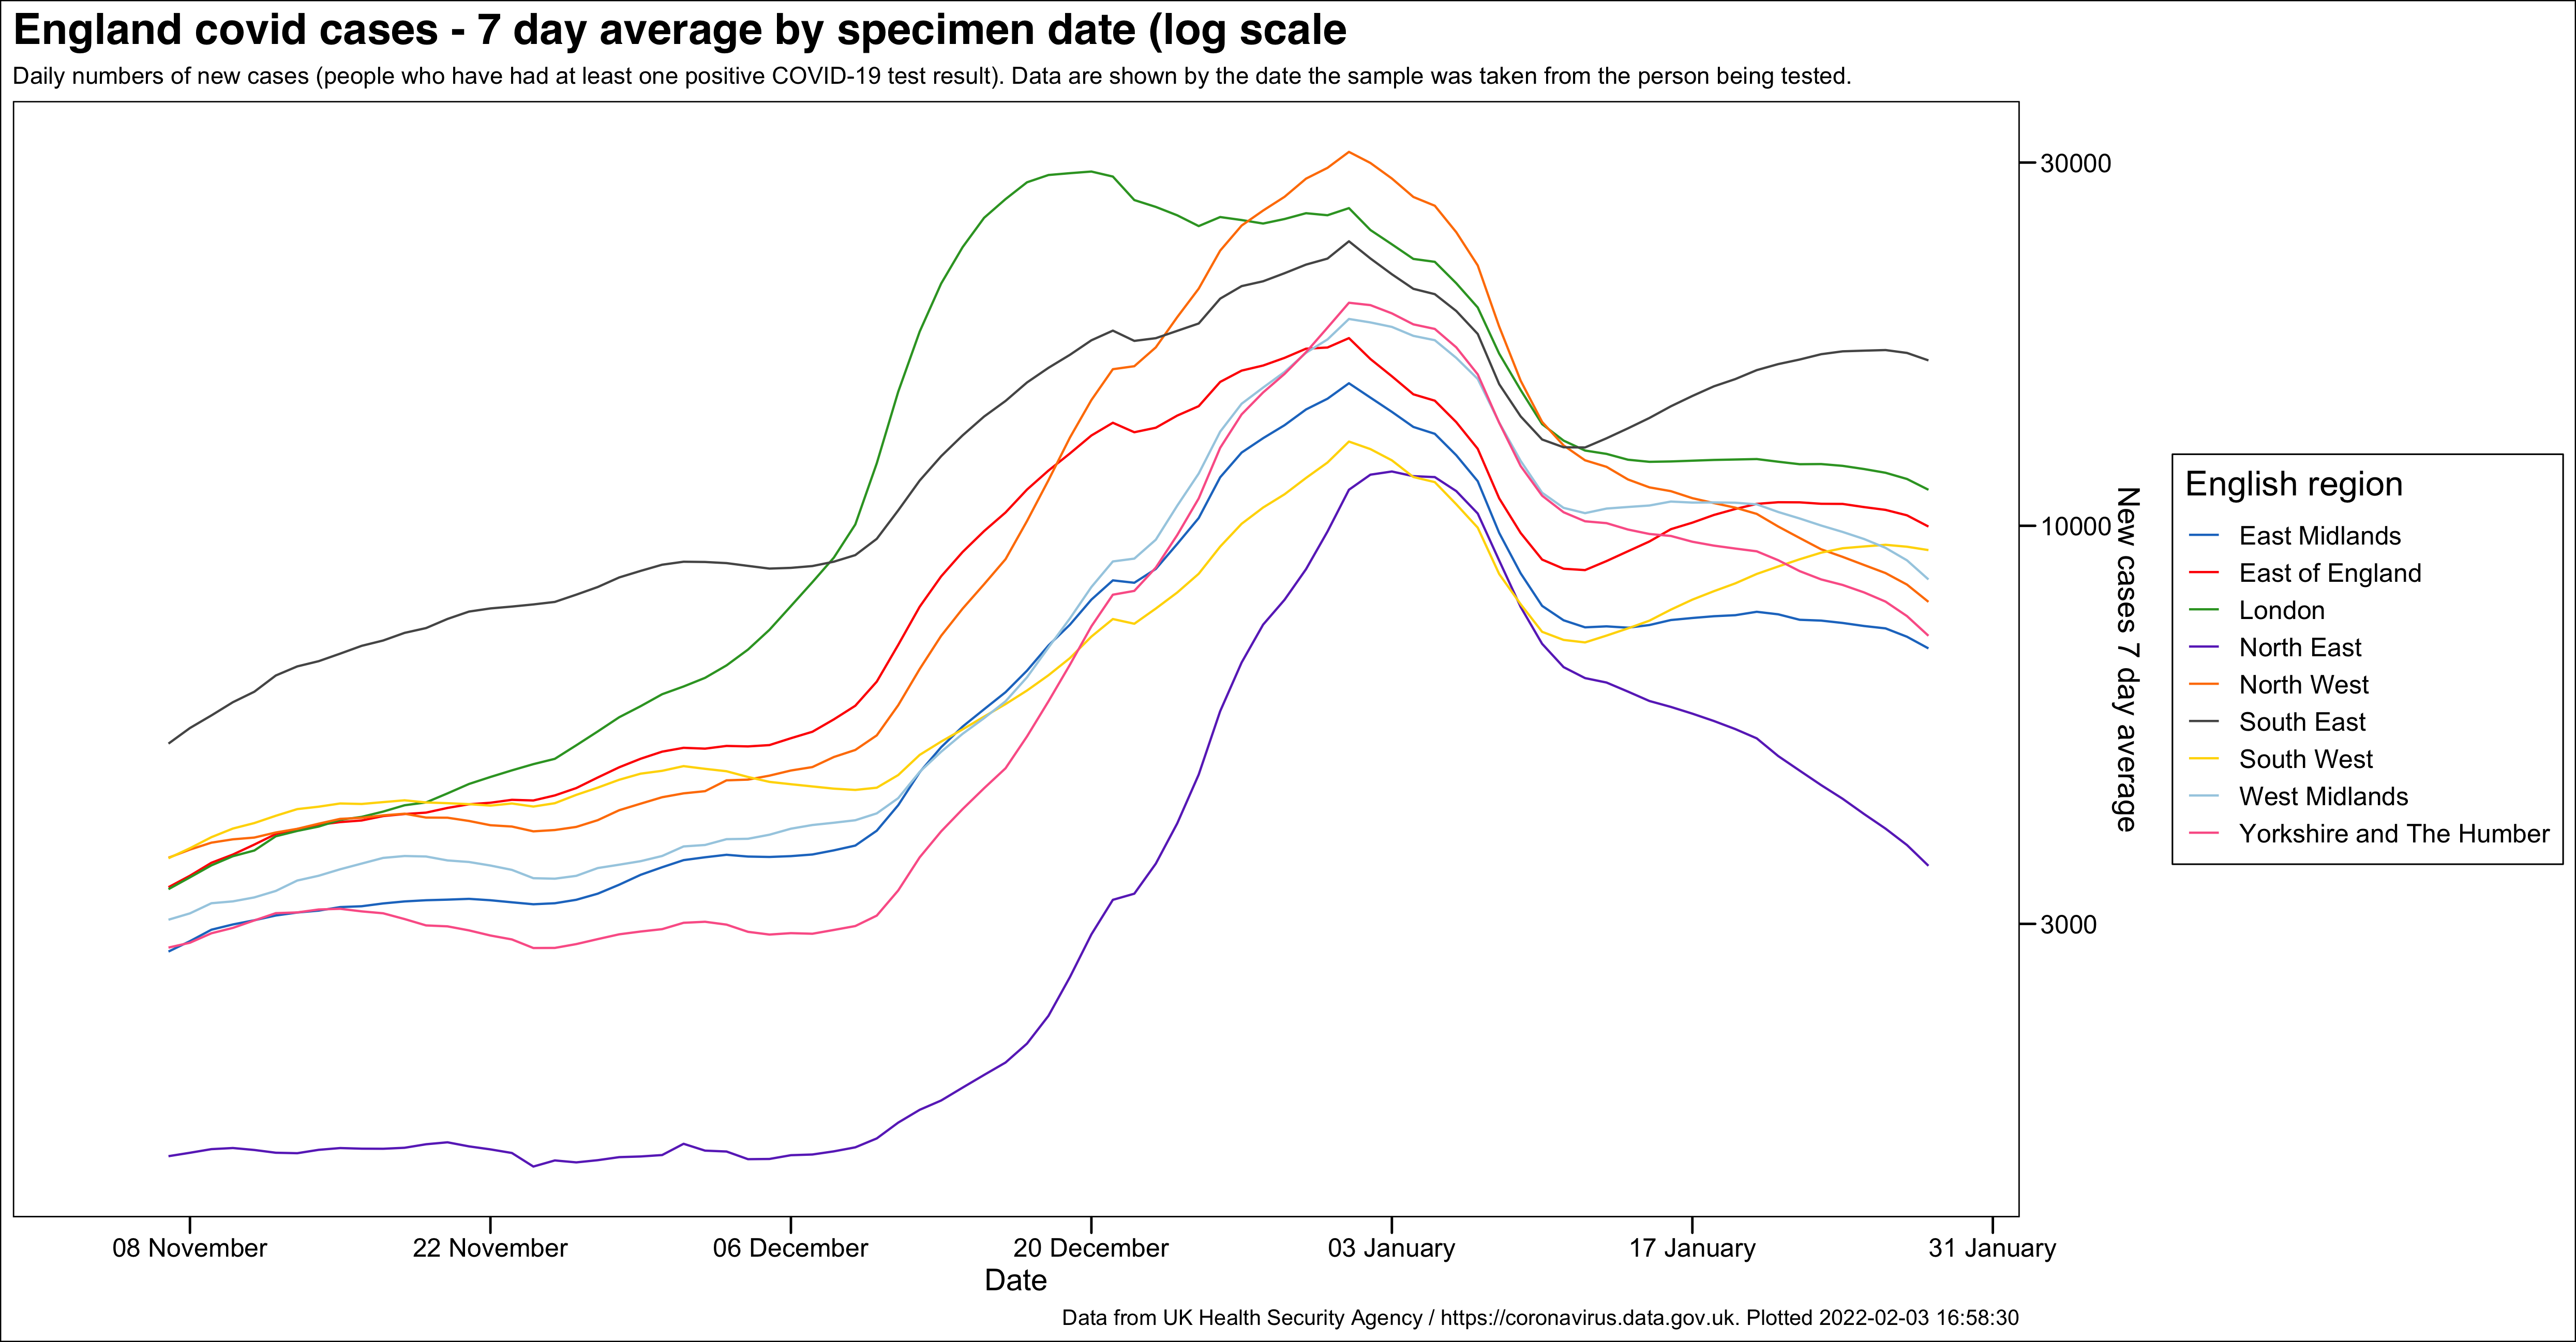 England covid cases - 7 day average by specimen date (log scale
Daily numbers of new cases (people who have had at least one positive COVID-19 test result). Data are shown by the date the sample was taken from the person being tested.
30000
10000
3000
New cases 7 day average
English region
East Midlands
East of England
London
North East
North West
South East
South West
West Midlands
Yorkshire and The Humber
08 November
22 November
06 December
20 December
03 January
17 January
31 January
Date
Data from UK Health Security Agency / https://coronavirus.data.gov.uk. Plotted 2022-02-03 16:58:30